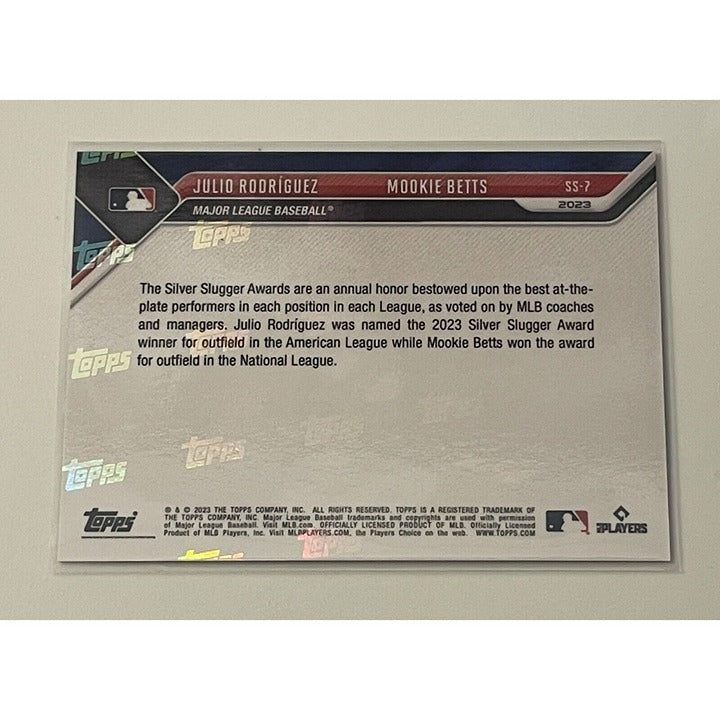 JULIO RODRÍGUEZ MOOKIE BETTS SS-7
MAJOR LEAGUE BASEBALL® 2023
Topps
Topps
The Silver Slugger Awards are an annual honor bestowed upon the best at-the-
plate performers in each position in each League, as voted on by MLB coaches
and managers. Julio Rodríguez was named the 2023 Silver Slugger Award
winner for outfield in the American League while Mookie Betts won the award
for outfield in the National League.
Topps
Topps
Topps
Topps
® & © 2023 THE TOPPS COMPANY, INC. ALL RIGHTS RESERVED. TOPPS IS A REGISTERED TRADEMARK OF
THE TOPPS COMPANY, INC. Major League Baseball trademarks and copyrights are used with permission
of Major League Baseball. Visit MLB.com. OFFICIALLY LICENSED PRODUCT OF MLB. Officially Licensed
Product of MLB Players, Inc. Visit MLBPLAYERS.COM, the Players Choice on the web. WWW.TOPPS.COM
PLAYERS